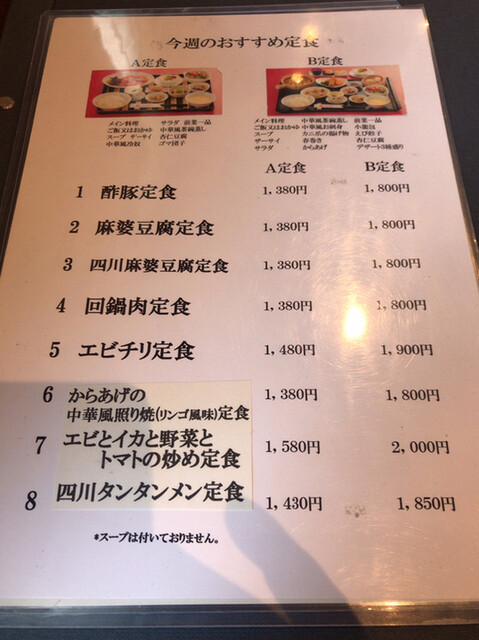 今週のおすすめ定食
A定食
B定食
メイン料理 サラダ 前菜一品
ご飯又はおかゆ 中華風茶碗蒸し
スープ ザーサイ 杏仁豆腐
中華風冷奴 ゴマ団子
メイン料理 中華風茶碗蒸し 前菜一品
ご飯又はおかゆ 中華風お刺身 小籠包
スープ カニ爪の揚げ物 えび餃子
ザーサイ 春巻き 杏仁豆腐
サラダ からあげ デザート3種盛り
A定食 B定食
1 酢豚定食 1,380円 1,800円
2 麻婆豆腐定食 1,380円 1,800円
3 四川麻婆豆腐定食 1,380円 1,800円
4 回鍋肉定食 1,380円 1,800円
5 エビチリ定食 1,480円 1,900円
6 からあげの
中華風照り焼(リンゴ風味)定食 1,380円 1,800円
7 エビとイカと野菜と
トマトの炒め定食 1,580円 2,000円
8 四川タンタンメン定食 1,430円 1,850円
*スープは付いておりません。